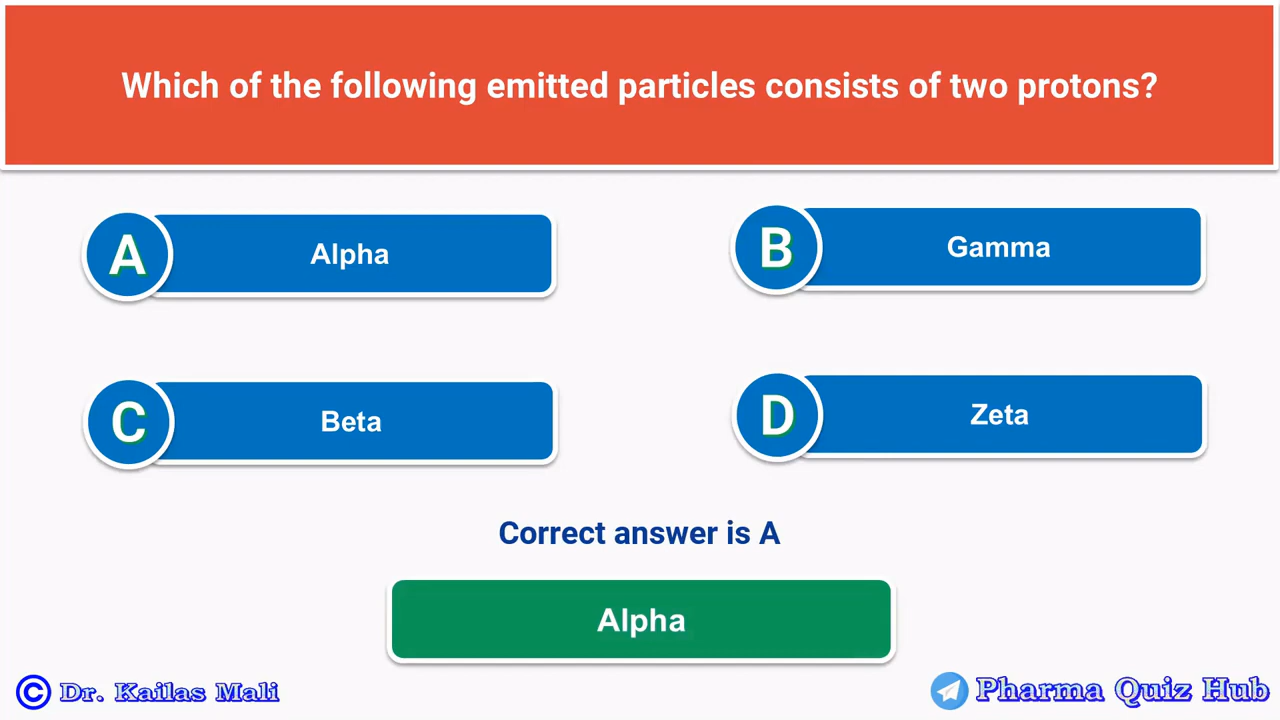 Which of the following emitted particles consists of two protons?
A Alpha
B Gamma
C Beta
D Zeta
Correct answer is A
Alpha
© Dr. Kailas Mali
Pharma Quiz Hub